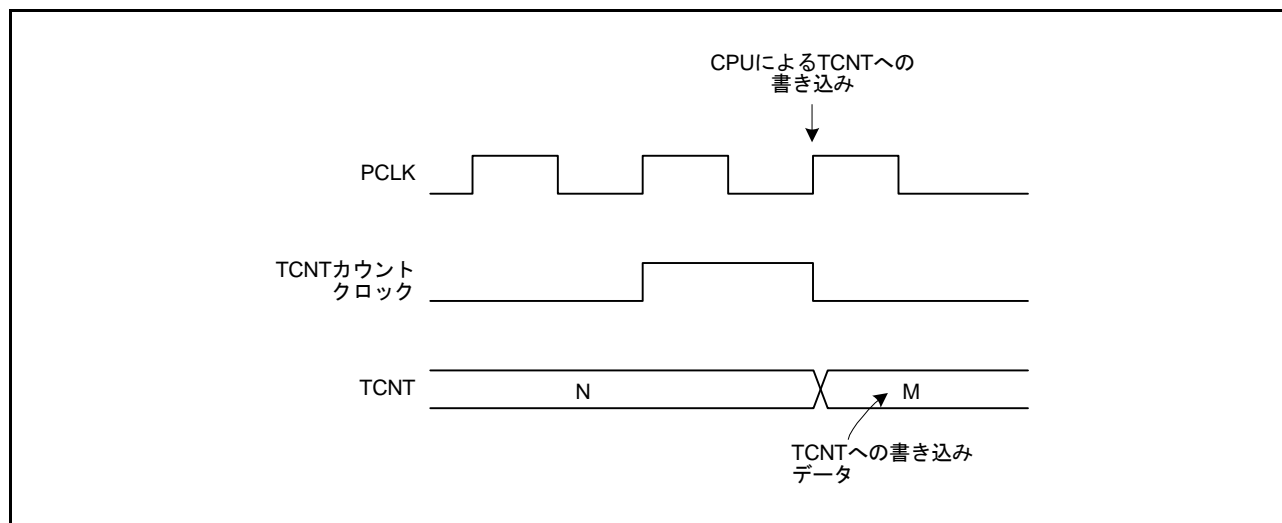 CPUによるTCNTへの
書き込み
PCLK
TCNTカウント
クロック
TCNT
N
M
TCNTへの書き込み
データ